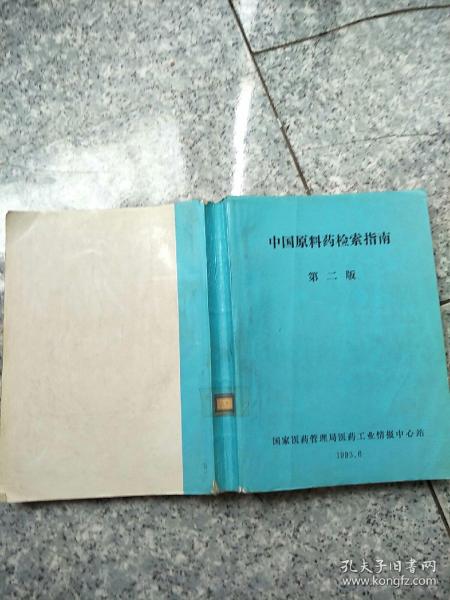 中国原料药检索指南
第二版
国家医药管理局医药工业情报中心站
1993.6
孔夫子旧书网
www.kongfz.com